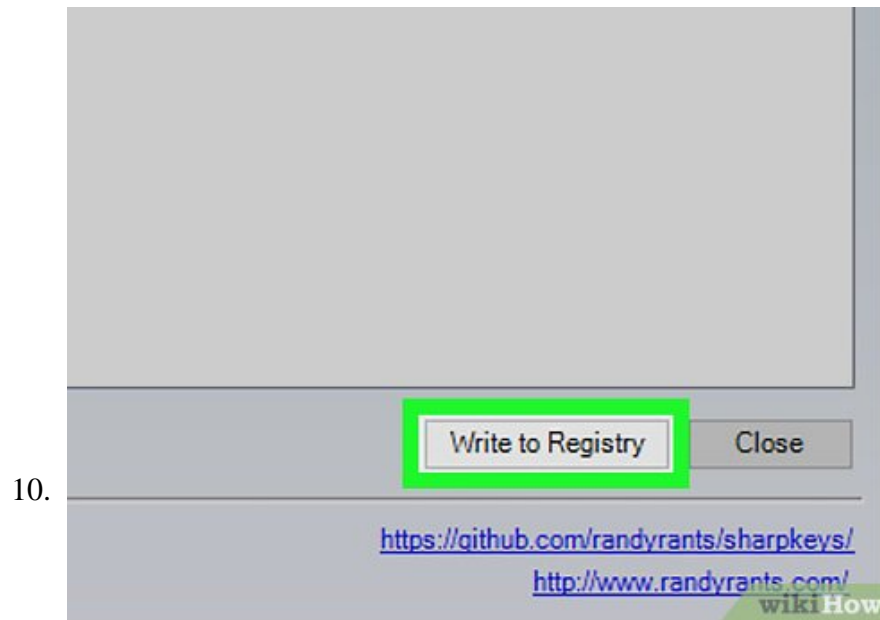 Write to Registry
Close
10.
https://github.com/randyrants/sharpkeys/
http://www.randyrants.com/
wikiHow